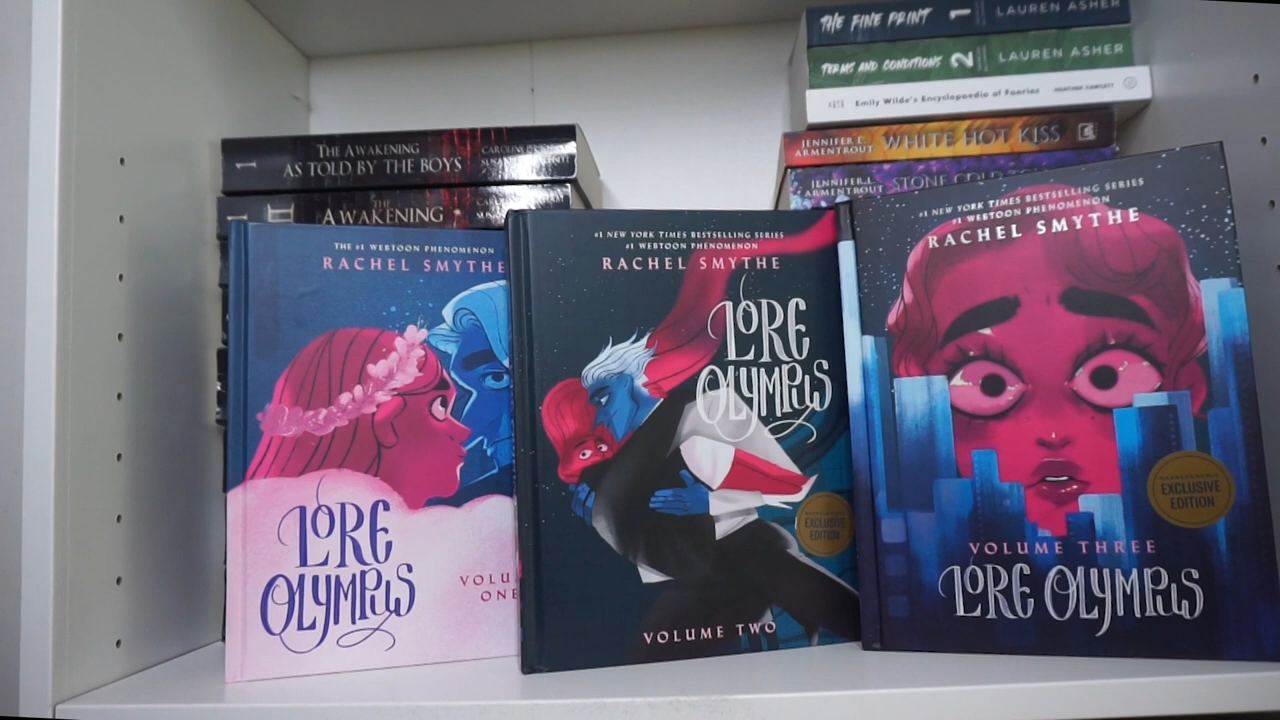 THE FINE PRINT 1 LAUREN ASHER
TERMS AND CONDITIONS 2 LAUREN ASHER
Emily Wilde's Encyclopaedia of Faeries HEATHER FAWCETT
JENNIFER L. ARMENTROUT WHITE HOT KISS
JENNIFER L. ARMENTROUT STONE COLD
1 THE AWAKENING
AS TOLD BY THE BOYS
II THE
AWAKENING
THE #1 WEBTOON PHENOMENON
RACHEL SMYTHE
LORE
OLYMPUS
VOLU
ONE
#1 NEW YORK TIMES BESTSELLING SERIES
#1 WEBTOON PHENOMENON
RACHEL SMYTHE
LORE
OLYMPUS
EXCLUSIVE
EDITION
VOLUME TWO
#1 NEW YORK TIMES BESTSELLING SERIES
#1 WEBTOON PHENOMENON
RACHEL SMYTHE
EXCLUSIVE
EDITION
VOLUME THREE
LORE OLYMPUS